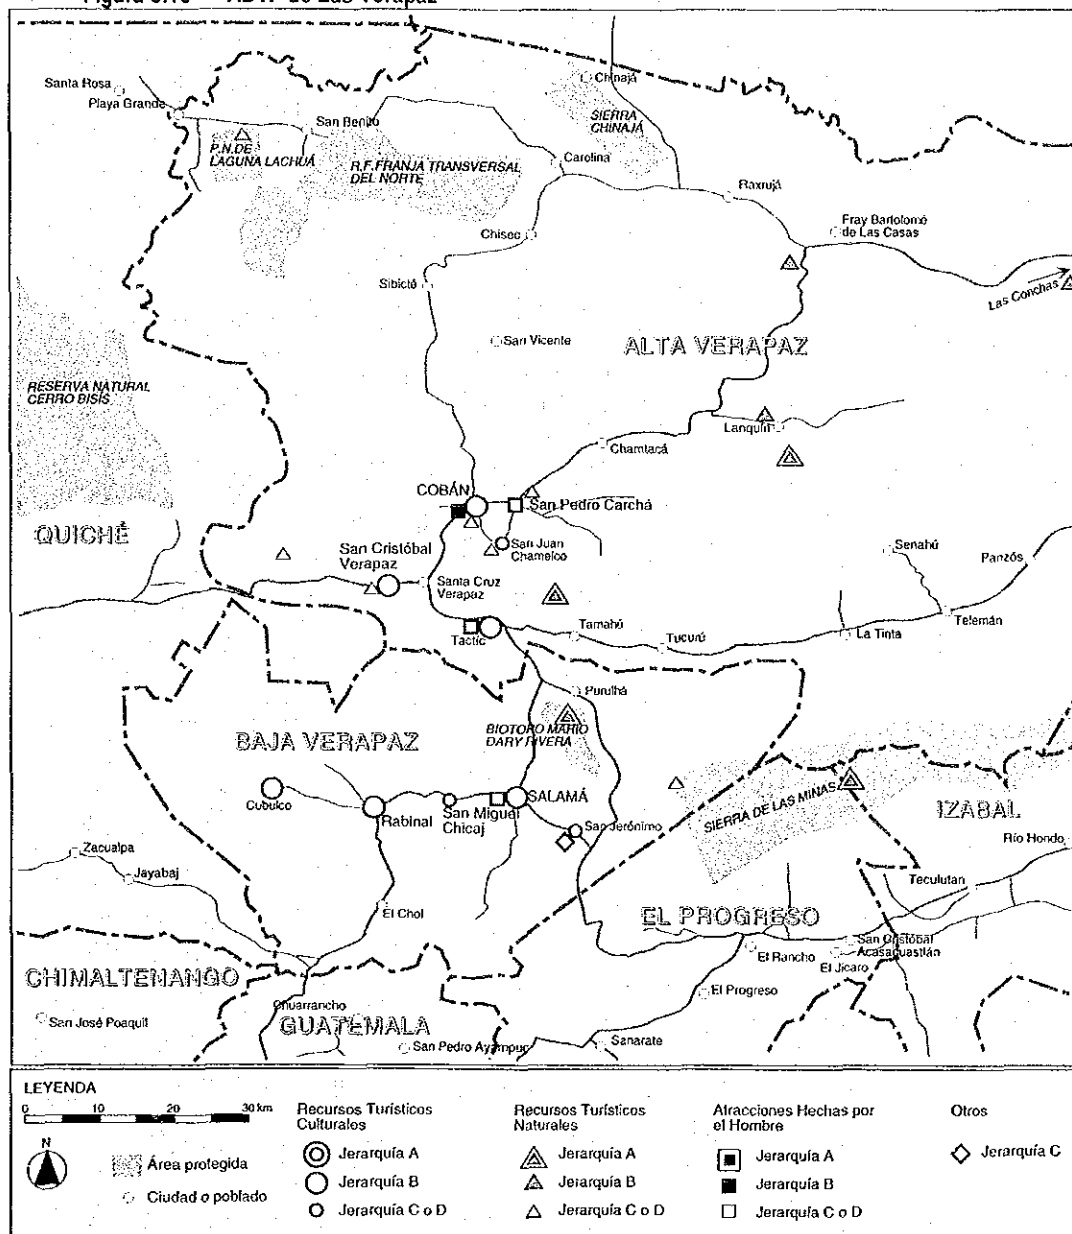 de Las Verapaz
Santa Rosa
Playa Grande
Chinajá
SIERRA
CHINAJÁ
San Benito
P.N.DE
LAGUNA LACHUÁ
R.F.FRANJA TRANSVERSAL
DEL NORTE
Carolina
Raxrujá
Chisec
Fray Bartolomé
de Las Casas
Sibicté
Las Conchas
San Vicente
ALTA VERAPAZ
RESERVA NATURAL
CERRO BISIS
Lanquín
Chamtacá
COBÁN
San Pedro Carchá
QUICHÉ
San Juan
Chamelco
San Cristóbal
Verapaz
Senahú
Panzós
Santa Cruz
Verapaz
Telemán
Tactic
Tamahú
Tucurú
La Tinta
Purulhá
BIOTOPO MARIO
DARY RIVERA
BAJA VERAPAZ
Cubulco
Rabinal
San Miguel
Chicaj
SALAMÁ
SIERRA DE LAS MINAS
IZABAL
San Jerónimo
Río Hondo
Zacualpa
Jayabaj
Teculutan
El Chol
EL PROGRESO
San Cristóbal
Acasaguastlán
El Rancho
El Jícaro
CHIMALTENANGO
El Progreso
Chuarrancho
San José Poaquil
GUATEMALA
San Pedro Ayampuc
Sanarate
LEYENDA
0 10 20 30 km
N
Área protegida
Ciudad o poblado
Recursos Turísticos
Culturales
Jerarquía A
Jerarquía B
Jerarquía C o D
Recursos Turísticos
Naturales
Jerarquía A
Jerarquía B
Jerarquía C o D
Atracciones Hechas por
el Hombre
Jerarquía A
Jerarquía B
Jerarquía C o D
Otros
Jerarquía C